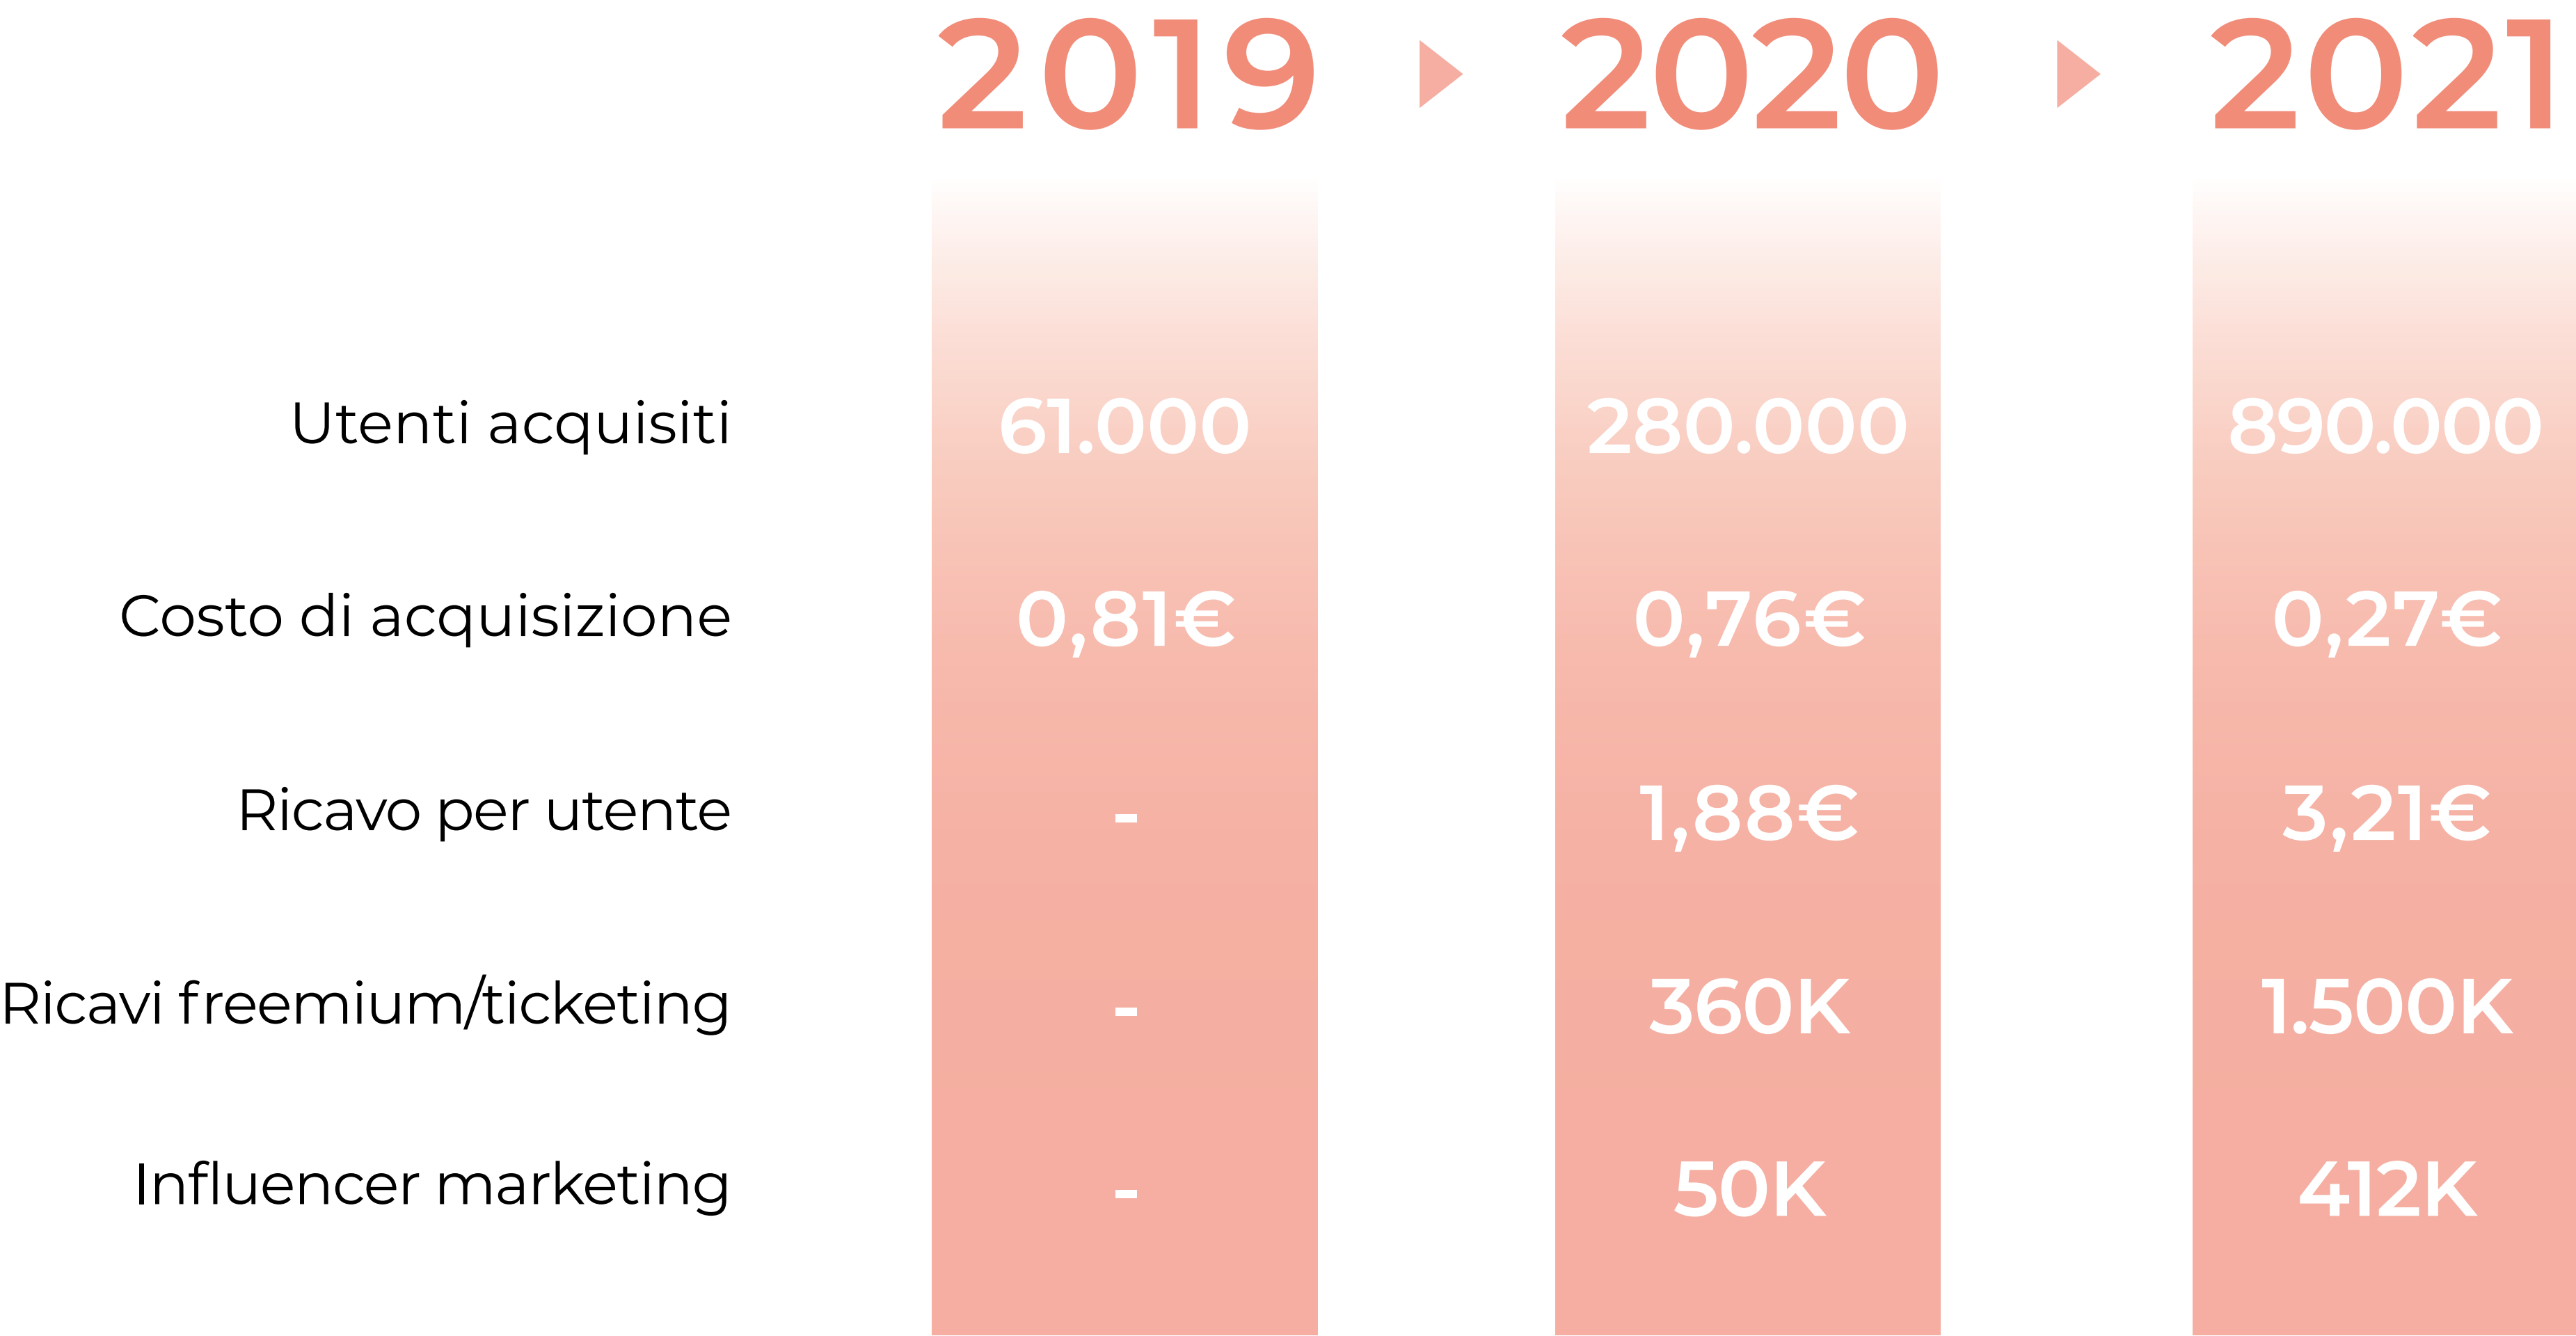 2019 2020 2021
Utenti acquisiti 61.000 280.000 890.000
Costo di acquisizione 0,81€ 0,76€ 0,27€
Ricavo per utente - 1,88€ 3,21€
Ricavi freemium/ticketing - 360K 1.500K
Influencer marketing - 50K 412K